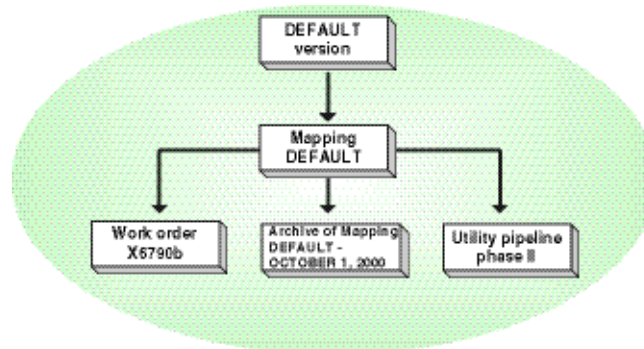 DEFAULT
version
Mapping
DEFAULT
Work order
X6790b
Archive of Mapping
DEFAULT -
OCTOBER 1, 2000
Utility pipeline
phase II